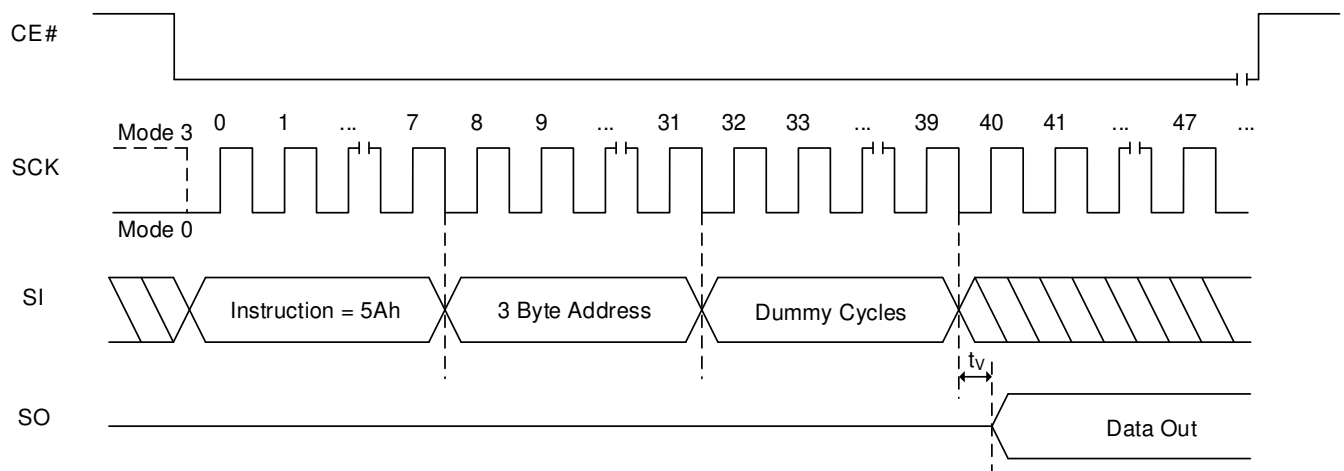 CE#
0 1 ... 7 8 9 ... 31 32 33 ... 39 40 41 ... 47 ...
Mode 3
SCK
Mode 0
SI
Instruction = 5Ah
3 Byte Address
Dummy Cycles
tV
SO
Data Out